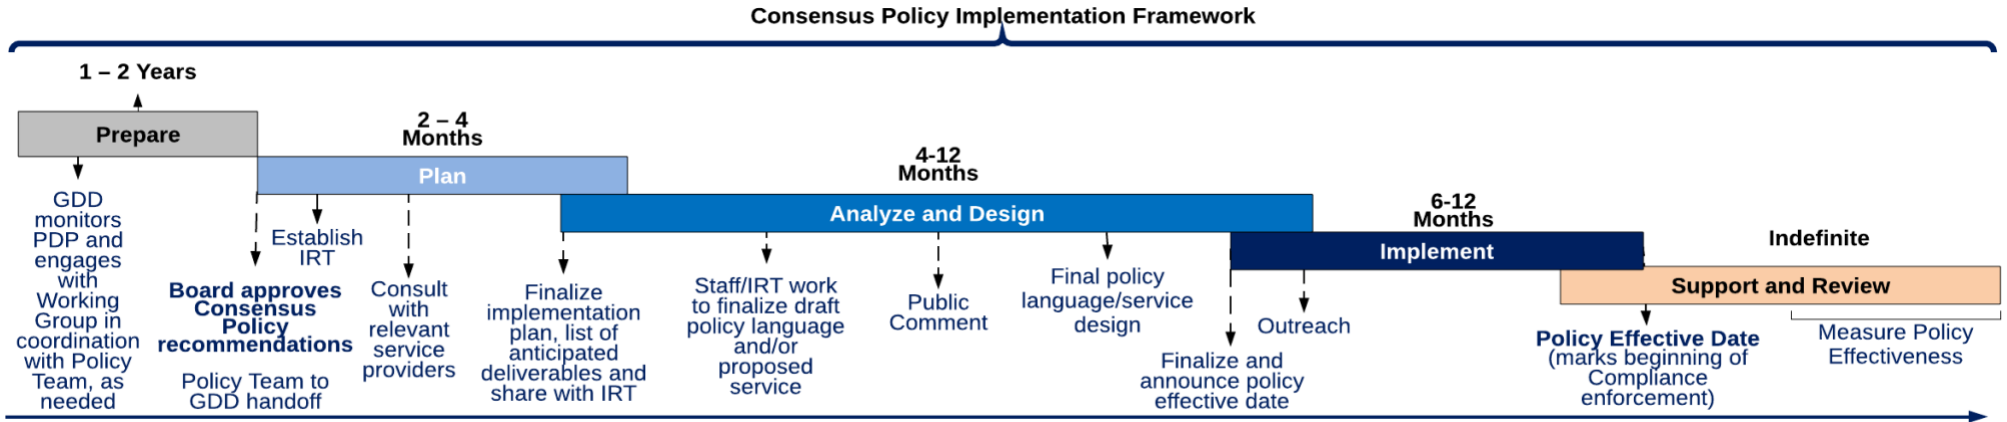 Consensus Policy Implementation Framework
1 – 2 Years
Prepare
GDD
monitors
PDP and
engages
with
Working
Group in
coordination
with Policy
Team, as
needed
2 – 4
Months
Plan
Board approves
Consensus
Policy
recommendations
Policy Team to
GDD handoff
Establish
IRT
Consult
with
relevant
service
providers
4-12
Months
Analyze and Design
Finalize
implementation
plan, list of
anticipated
deliverables and
share with IRT
Staff/IRT work
to finalize draft
policy language
and/or
proposed
service
Public
Comment
Final policy
language/service
design
6-12
Months
Implement
Finalize and
announce policy
effective date
Outreach
Indefinite
Support and Review
Policy Effective Date
(marks beginning of
Compliance
enforcement)
Measure Policy
Effectiveness